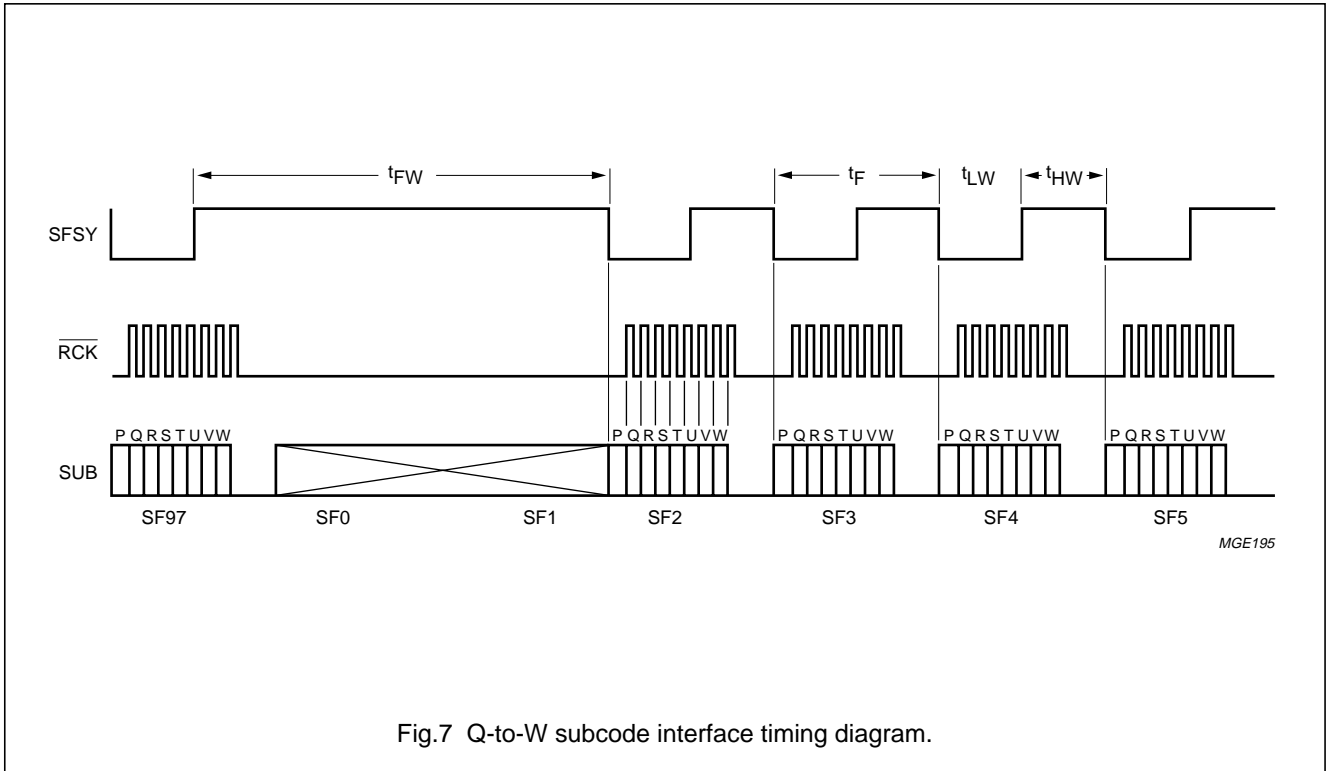 tFW tF tLW tHW
SFSY
RCK
P Q R S T U V W P Q R S T U V W P Q R S T U V W P Q R S T U V W P Q R S T U V W
SUB
SF97 SF0 SF1 SF2 SF3 SF4 SF5
MGE195
Fig.7 Q-to-W subcode interface timing diagram.